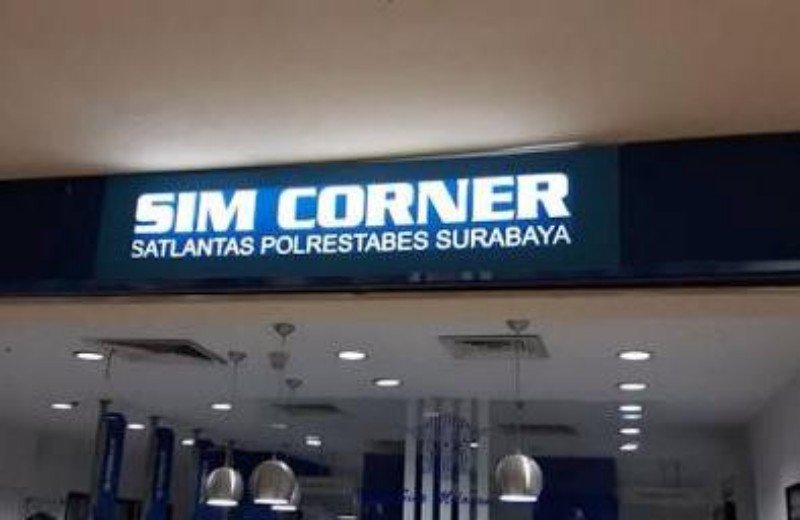 SIM CORNER
SATLANTAS POLRESTABES SURABAYA